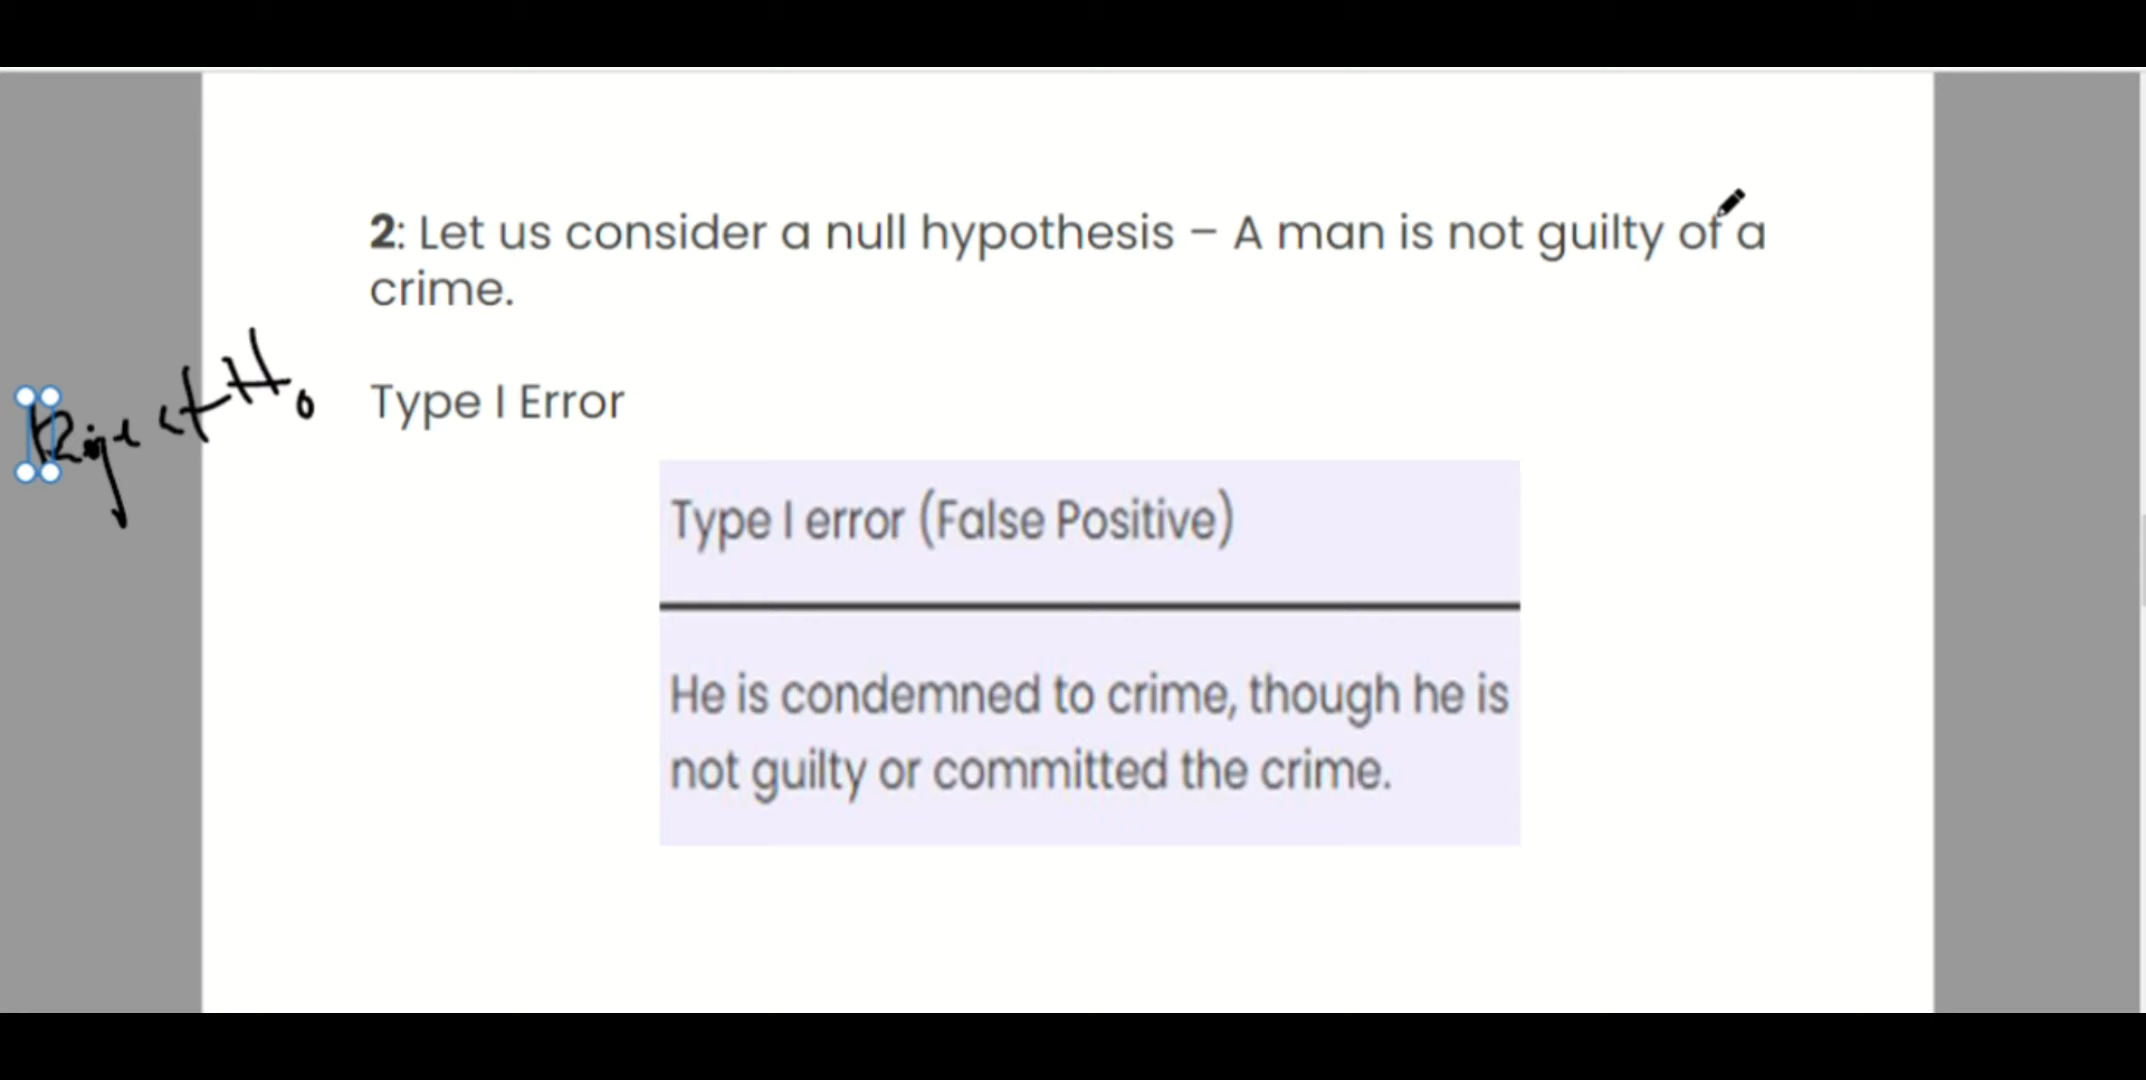 2: Let us consider a null hypothesis – A man is not guilty of a
crime.
Reject H₀
Type I Error
Type I error (False Positive)
He is condemned to crime, though he is
not guilty or committed the crime.